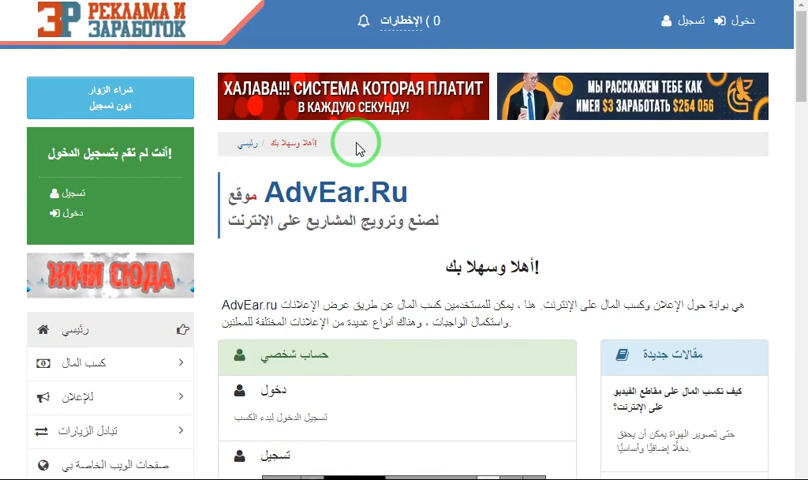 ЗР РЕКЛАМА И
ЗАРАБОТОК
الإخطارات ( 0
تسجيل
دخول
شراء الزوار
دون تسجيل
ХАЛАВА!!! СИСТЕМА КОТОРАЯ ПЛАТИТ
В КАЖДУЮ СЕКУНДУ!
МЫ РАССКАЖЕМ ТЕБЕ КАК
ИМЕЯ $3 ЗАРАБОТАТЬ $254 056
رئيسي / أهلا وسهلا بك!
أنت لم تقم بتسجيل الدخول!
تسجيل
دخول
موقع AdvEar.Ru
لصنع وترويج المشاريع على الإنترنت
ЖМИ СЮДА
أهلا وسهلا بك!
AdvEar.ru هي بوابة حول الإعلان وكسب المال على الإنترنت. هنا ، يمكن للمستخدمين كسب المال عن طريق عرض الإعلانات
واستكمال الواجبات ، وهناك أنواع عديدة من الإعلانات المختلفة للمعلنين.
رئيسي
كسب المال
للإعلان
تبادل الزيارات
صفحات الويب الخاصة بي
حساب شخصي
دخول
تسجيل الدخول لبدء الكسب
تسجيل
مقالات جديدة
كيف تكسب المال على مقاطع الفيديو
على الإنترنت؟
حتى تصوير الهواة يمكن أن يحقق
دخلًا إضافيًا وأساسيًا.